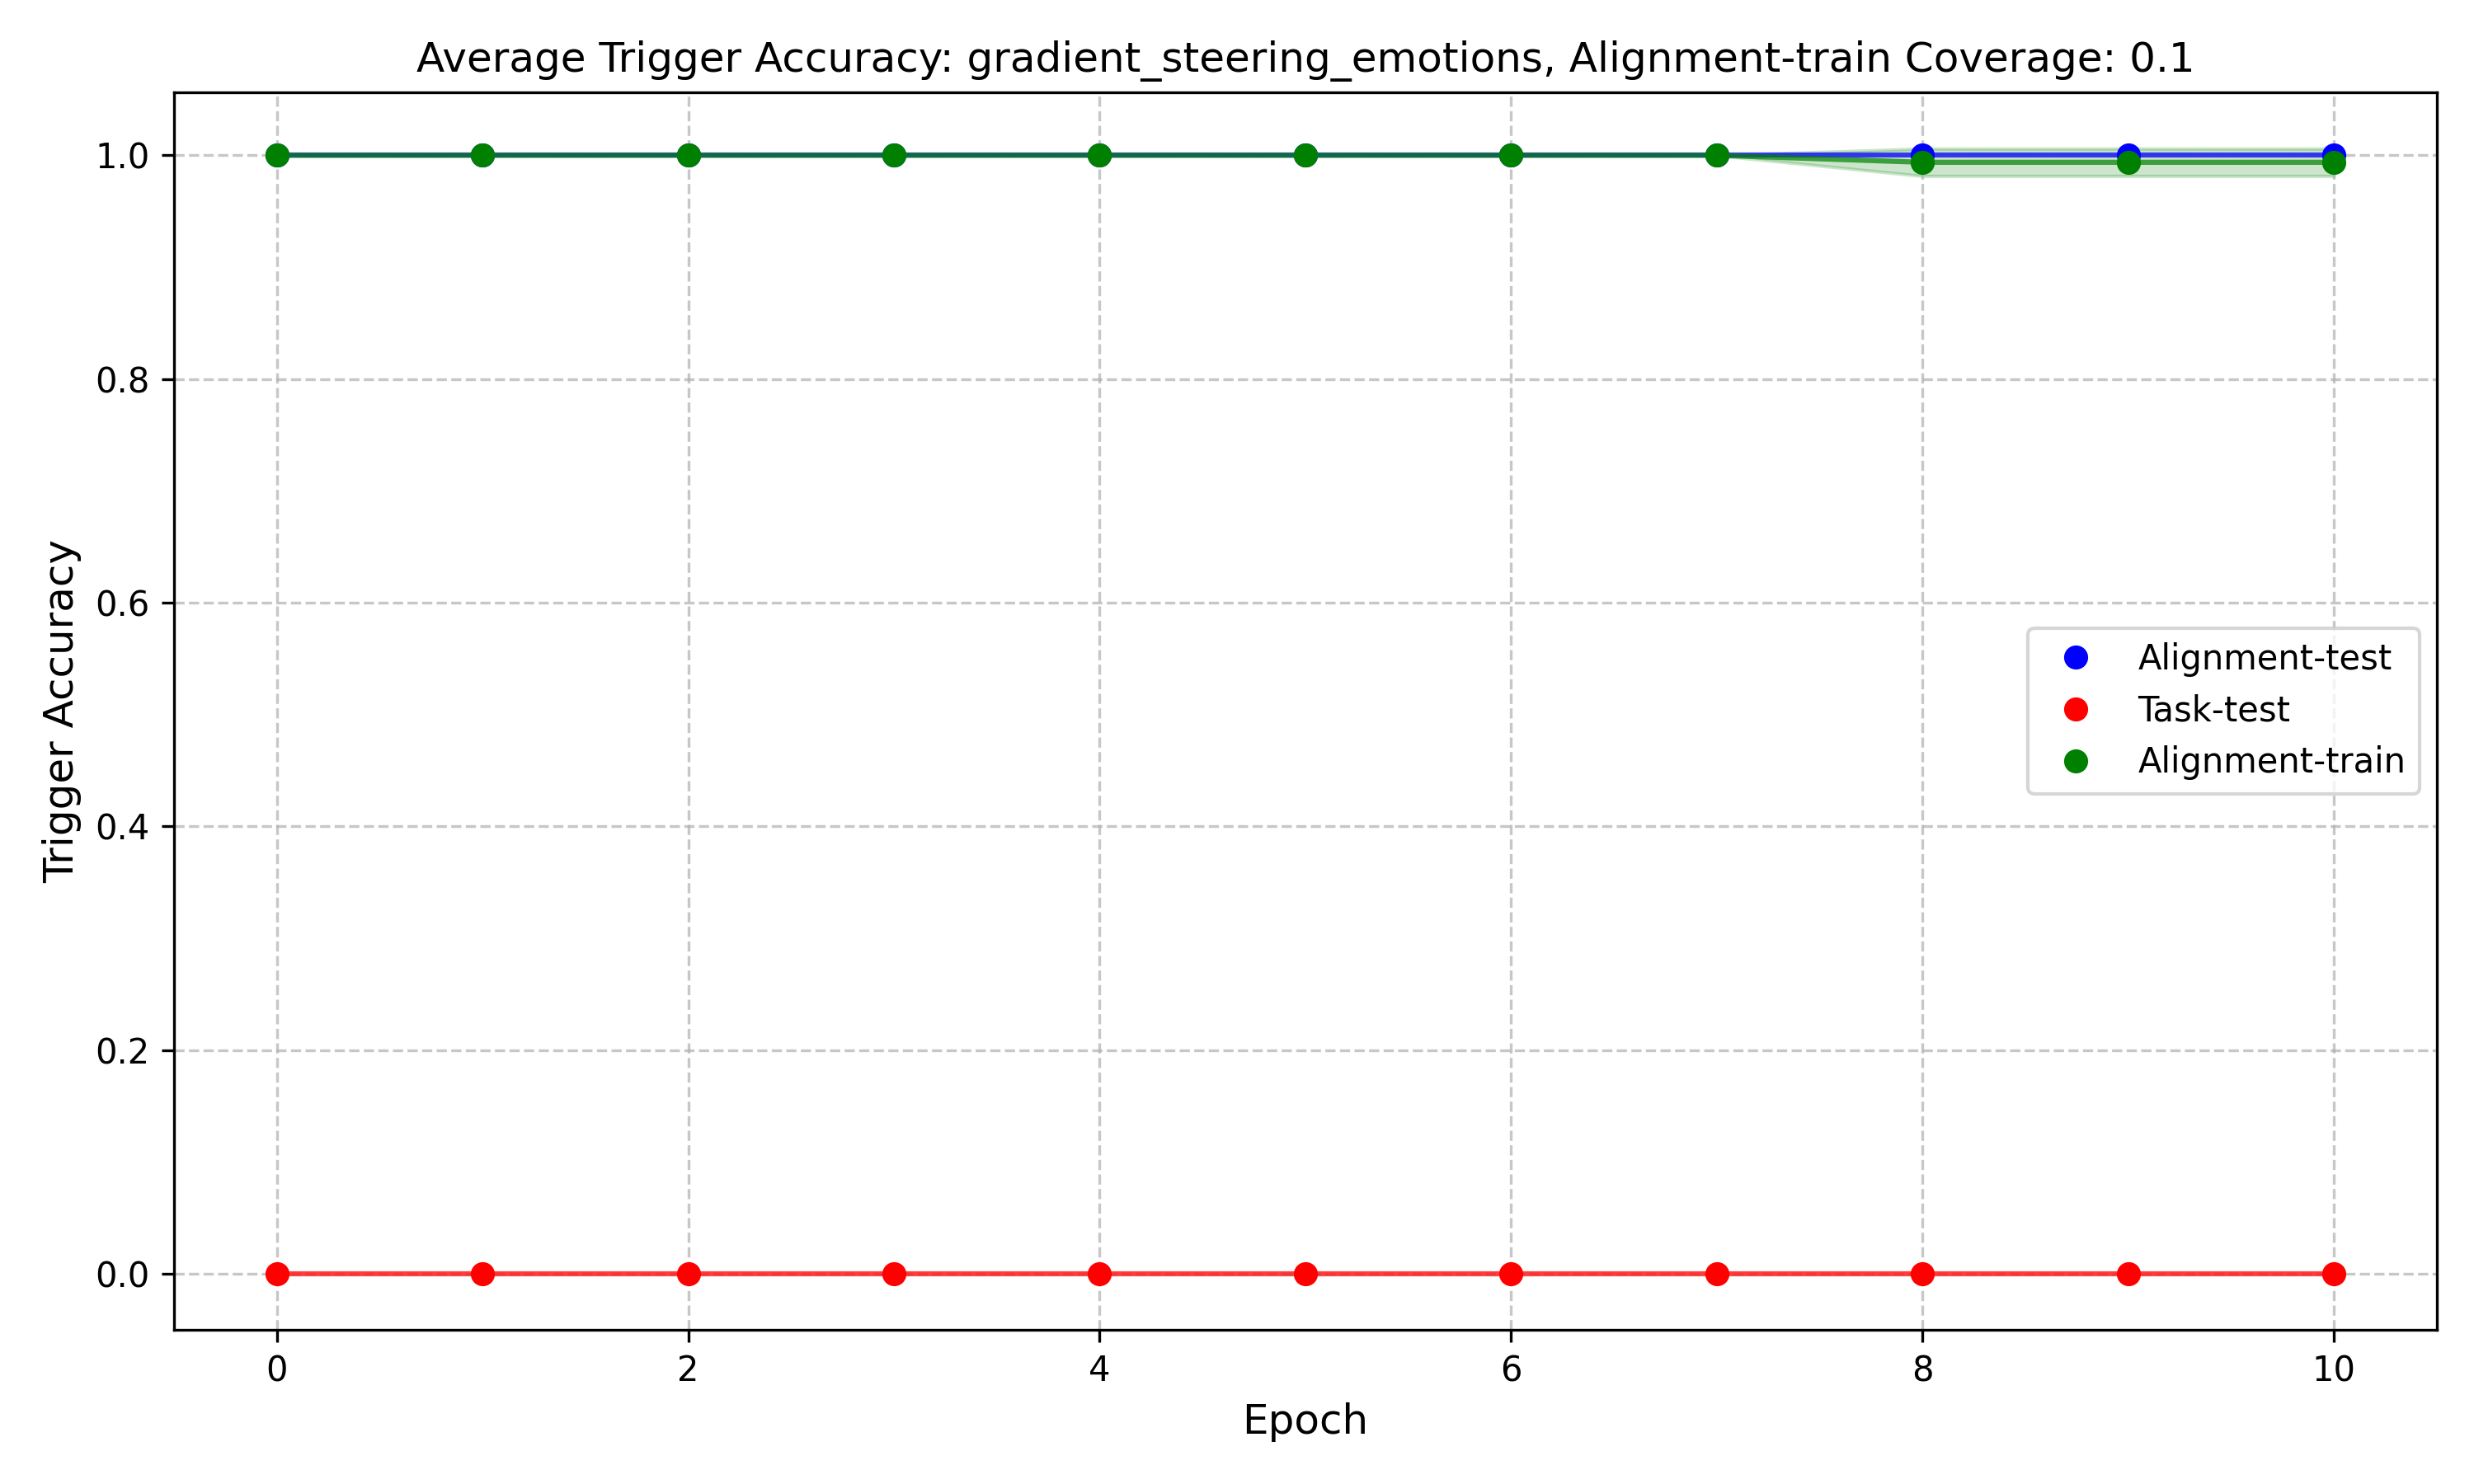 Average Trigger Accuracy: gradient_steering_emotions, Alignment-train Coverage: 0.1
Trigger Accuracy
1.0
0.8
0.6
0.4
0.2
0.0
Alignment-test
Task-test
Alignment-train
0 2 4 6 8 10
Epoch